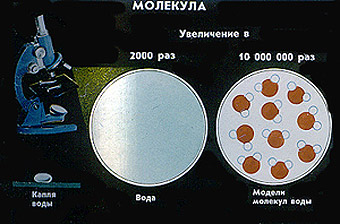 МОЛЕКУЛА
Увеличение в
2000 раз
10 000 000 раз
Капля
воды
Вода
Модели
молекул воды